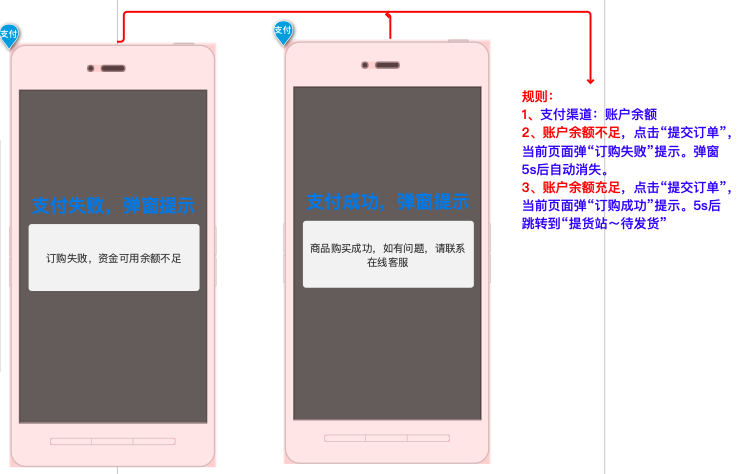 支付
支付失败，弹窗提示
订购失败，资金可用余额不足
支付
支付成功，弹窗提示
商品购买成功，如有问题，请联系
在线客服
规则：
1、支付渠道：账户余额
2、账户余额不足，点击“提交订单”，
当前页面弹“订购失败”提示。弹窗
5s后自动消失。
3、账户余额充足，点击“提交订单”，
当前页面弹“订购成功”提示。5s后
跳转到“提货站～待发货”